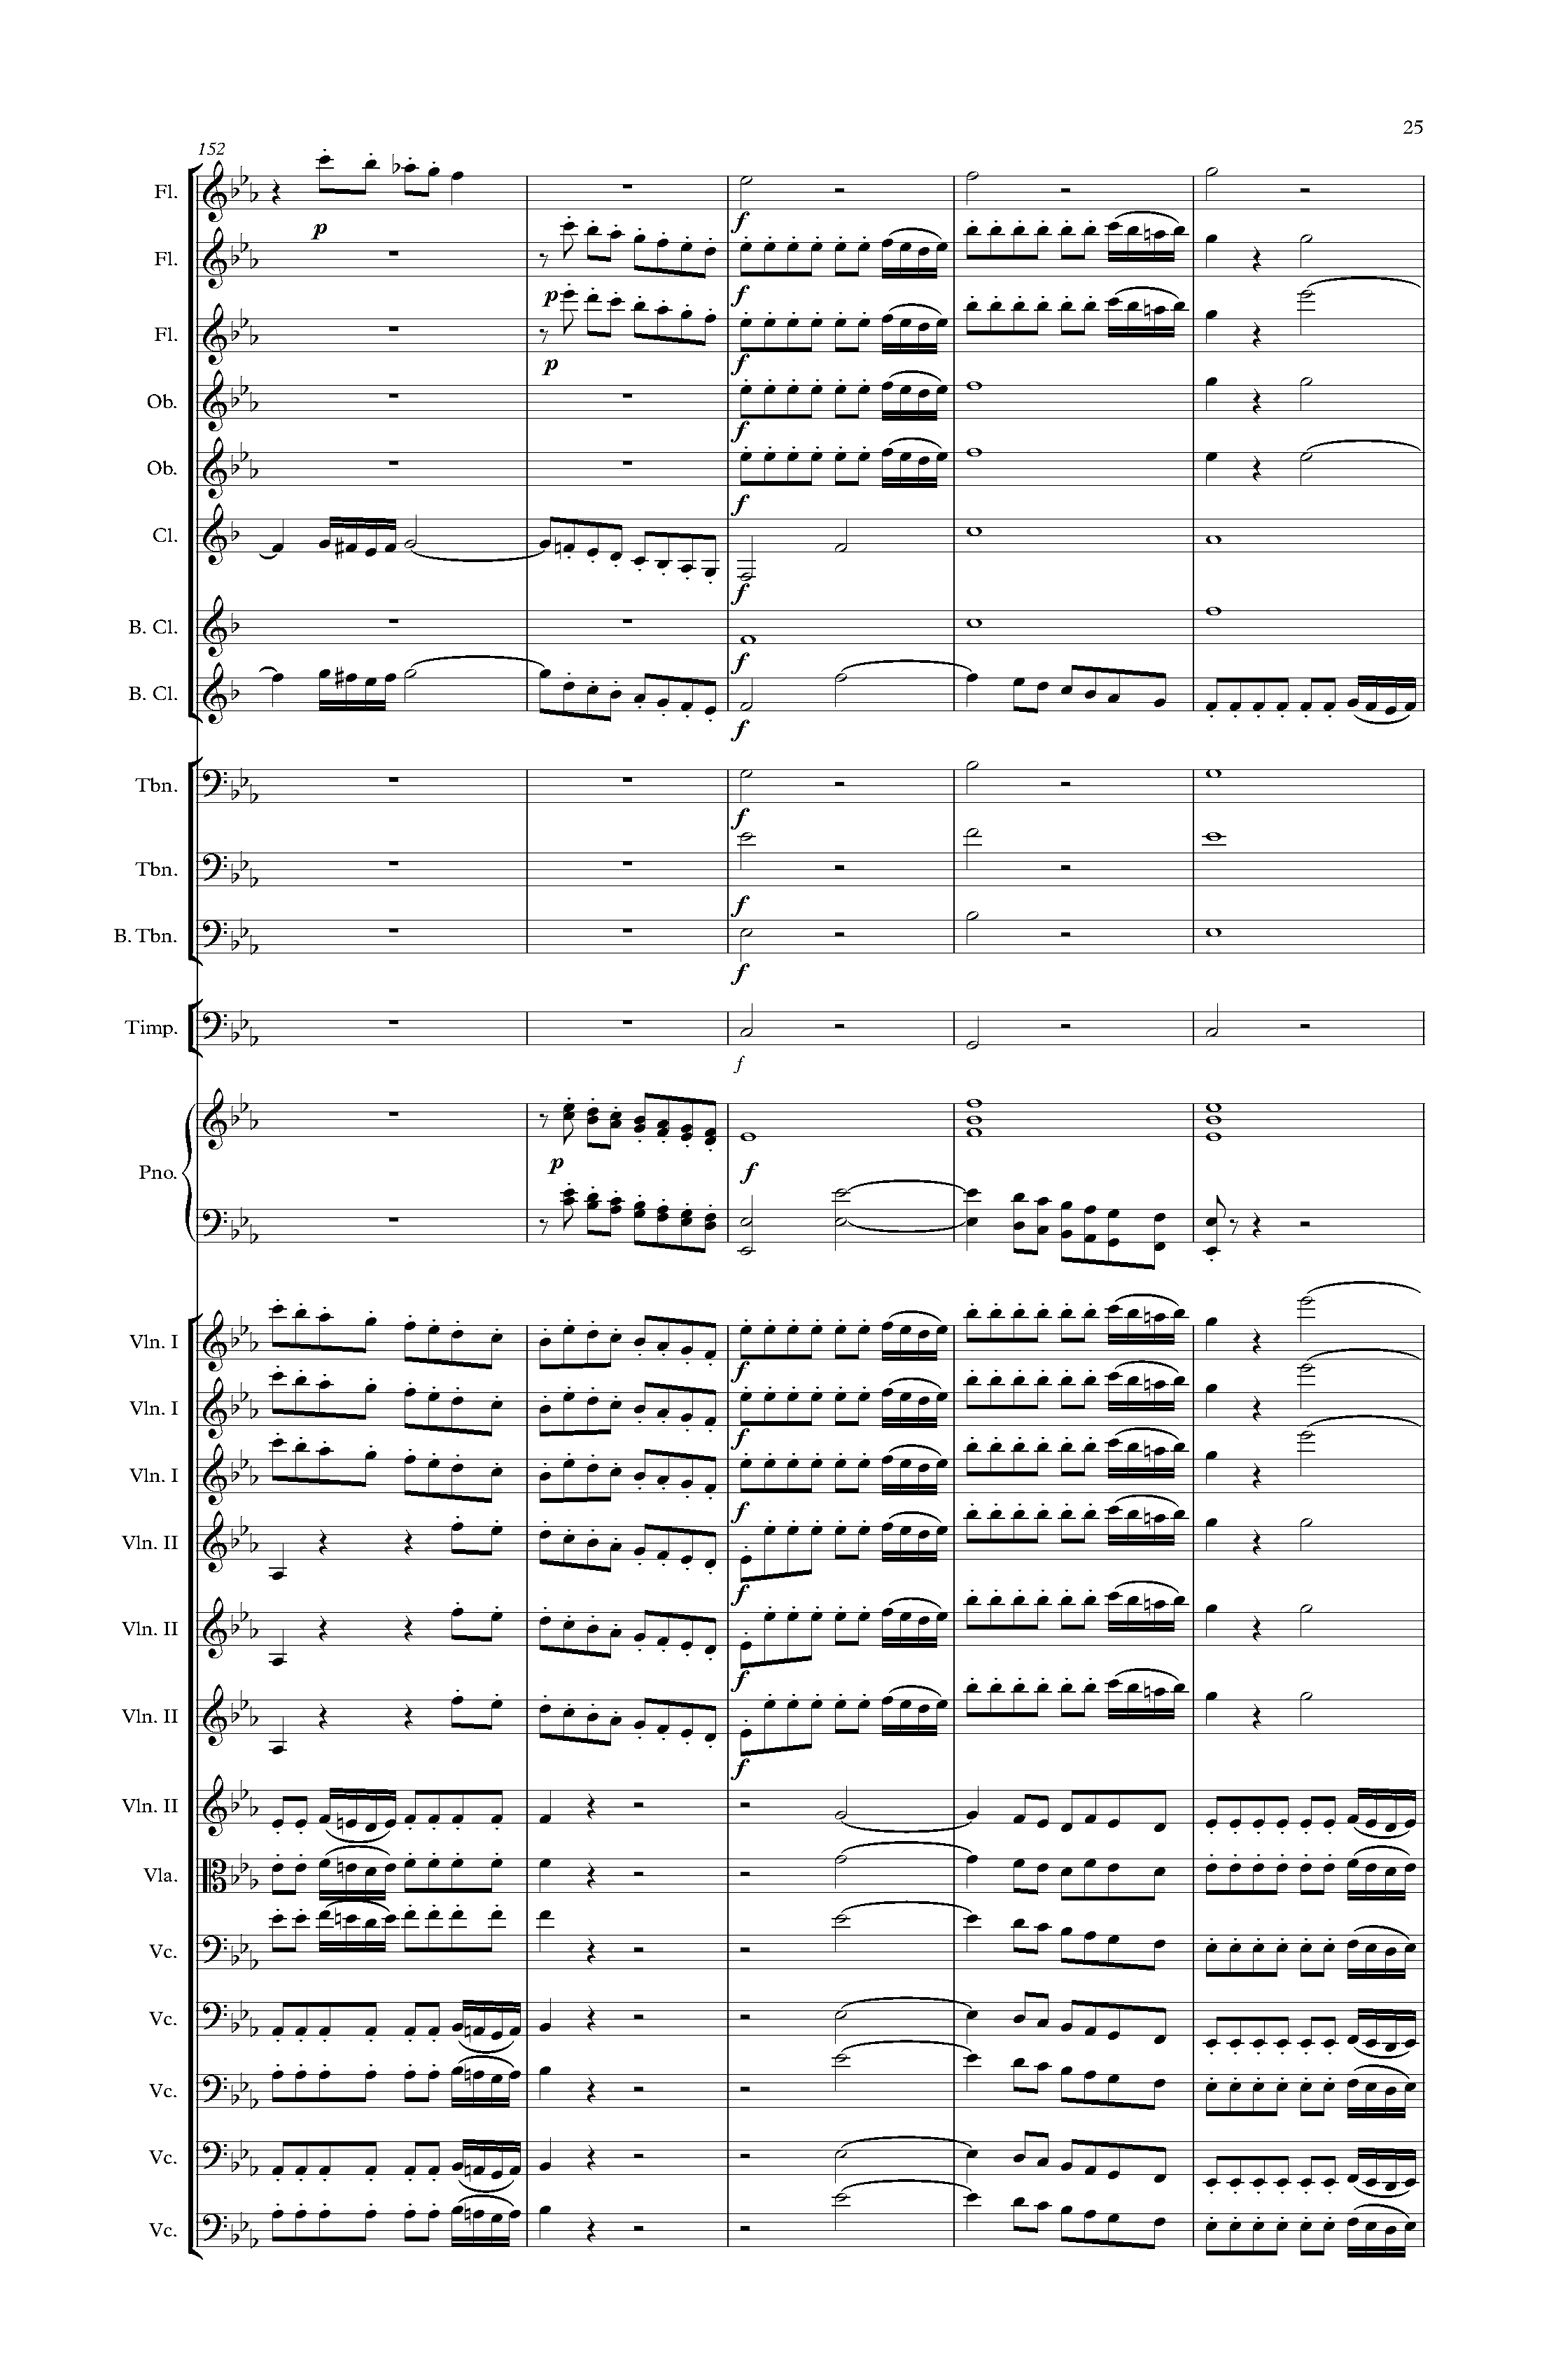 25
152
Fl.
p
Fl.
p
f
f
Fl.
p
f
Ob.
f
Ob.
f
Cl.
f
B. Cl.
f
B. Cl.
f
Tbn.
f
Tbn.
f
B. Tbn.
f
Timp.
f
Pno.
p
f
Vln. I
f
Vln. I
f
Vln. I
f
Vln. II
f
Vln. II
f
Vln. II
f
Vln. II
Vla.
Vc.
Vc.
Vc.
Vc.
Vc.